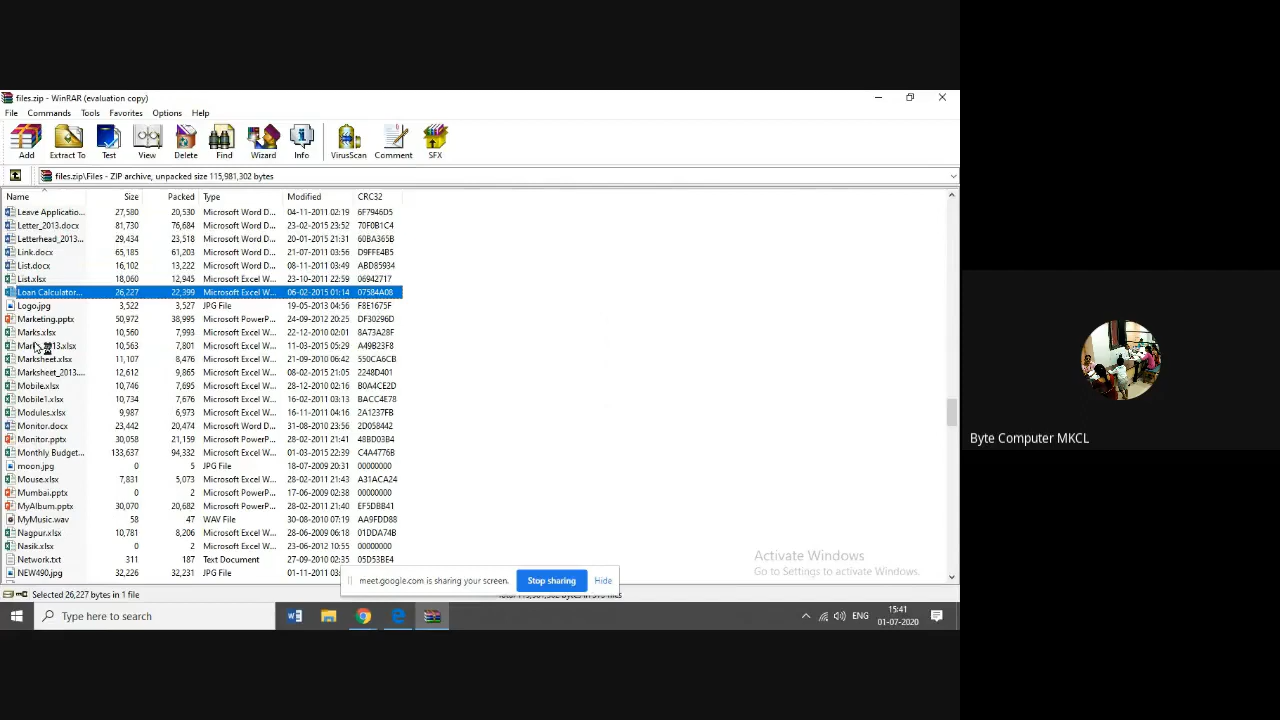 files.zip - WinRAR (evaluation copy)
File Commands Tools Favorites Options Help
Add Extract To Test View Delete Find Wizard Info VirusScan Comment SFX
files.zip\Files - ZIP archive, unpacked size 115,981,302 bytes
Name Size Packed Type Modified CRC32
Leave Applicatio... 27,580 20,530 Microsoft Word D... 04-11-2011 02:19 6F7946D5
Letter_2013.docx 81,730 76,684 Microsoft Word D... 23-02-2015 23:52 70F0B1C4
Letterhead_2013... 29,434 23,518 Microsoft Word D... 20-01-2015 21:31 60BA365B
Link.docx 65,185 61,203 Microsoft Word D... 21-07-2011 03:56 D9FFE4B5
List.docx 16,102 13,222 Microsoft Word D... 08-11-2011 03:49 ABD85934
List.xlsx 18,060 12,945 Microsoft Excel W... 23-10-2011 22:59 06942717
Loan Calculator... 26,227 22,399 Microsoft Excel W... 06-02-2015 01:14 07584A08
Logo.jpg 3,522 3,527 JPG File 19-05-2013 04:56 F8E1675F
Marketing.pptx 50,972 38,995 Microsoft PowerP... 24-09-2012 20:25 DF30296D
Marks.xlsx 10,560 7,993 Microsoft Excel W... 22-12-2010 02:01 8A73A28F
10,563 7,801 Microsoft Excel W... 11-03-2015 05:29 A49B23F8
Marksheet.xlsx 11,107 8,476 Microsoft Excel W... 21-09-2010 06:42 550CA6CB
Marksheet_2013.... 12,612 9,865 Microsoft Excel W... 08-02-2015 21:05 2248D401
Mobile.xlsx 10,746 7,695 Microsoft Excel W... 28-12-2010 02:16 B0A4CE2D
Mobile1.xlsx 10,734 7,676 Microsoft Excel W... 16-02-2011 03:13 BACC4E78
Modules.xlsx 9,987 6,973 Microsoft Excel W... 16-11-2011 04:16 2A1237FB
Monitor.docx 23,442 20,474 Microsoft Word D... 31-08-2010 23:56 2D058442
Monitor.pptx 30,058 21,159 Microsoft PowerP... 28-02-2011 21:41 48BD03B4
Monthly Budget... 133,637 94,332 Microsoft Excel W... 01-03-2015 22:39 C4A4776B
moon.jpg 0 5 JPG File 18-07-2009 20:31 00000000
Mouse.xlsx 7,831 5,073 Microsoft Excel W... 28-02-2011 21:43 A31ACA24
Mumbai.pptx 0 2 Microsoft PowerP... 17-06-2009 02:38 00000000
MyAlbum.pptx 30,070 20,682 Microsoft PowerP... 28-02-2011 21:40 EF5DBB41
MyMusic.wav 58 47 WAV File 30-08-2010 07:19 AA9FDD88
Nagpur.xlsx 10,781 8,206 Microsoft Excel W... 28-06-2009 06:18 01DDA74B
Nasik.xlsx 0 2 Microsoft Excel W... 23-06-2012 10:55 00000000
Network.txt 311 187 Text Document 27-09-2010 02:35 05D53BE4
NEW490.jpg 32,226 32,231 JPG File 01-11-2011
Activate Windows
Go to Settings to activate Windows.
meet.google.com is sharing your screen. Stop sharing Hide
Selected 26,227 bytes in 1 file
Type here to search
ENG 15:41
01-07-2020
Byte Computer MKCL